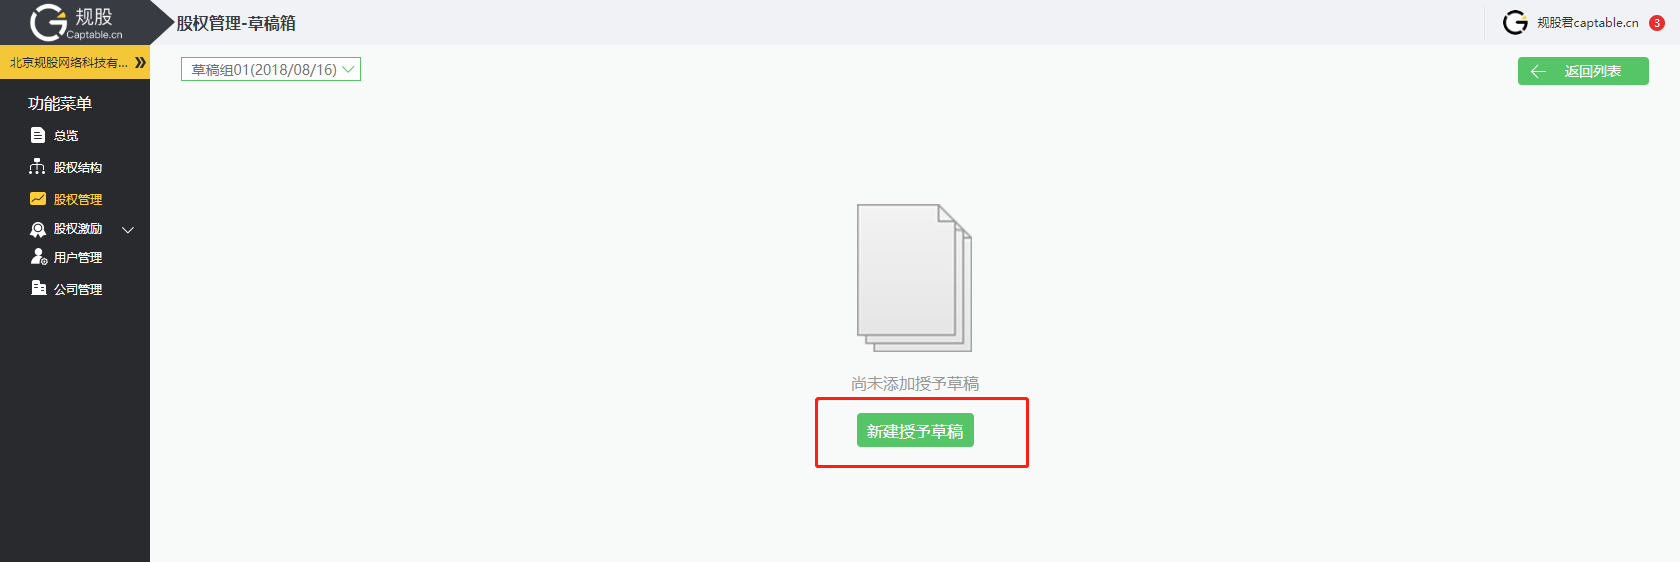 规股
Captable.cn
股权管理-草稿箱
规股君captable.cn
3
北京规股网络科技有...
草稿组01(2018/08/16)
返回列表
功能菜单
总览
股权结构
股权管理
股权激励
用户管理
公司管理
尚未添加授予草稿
新建授予草稿